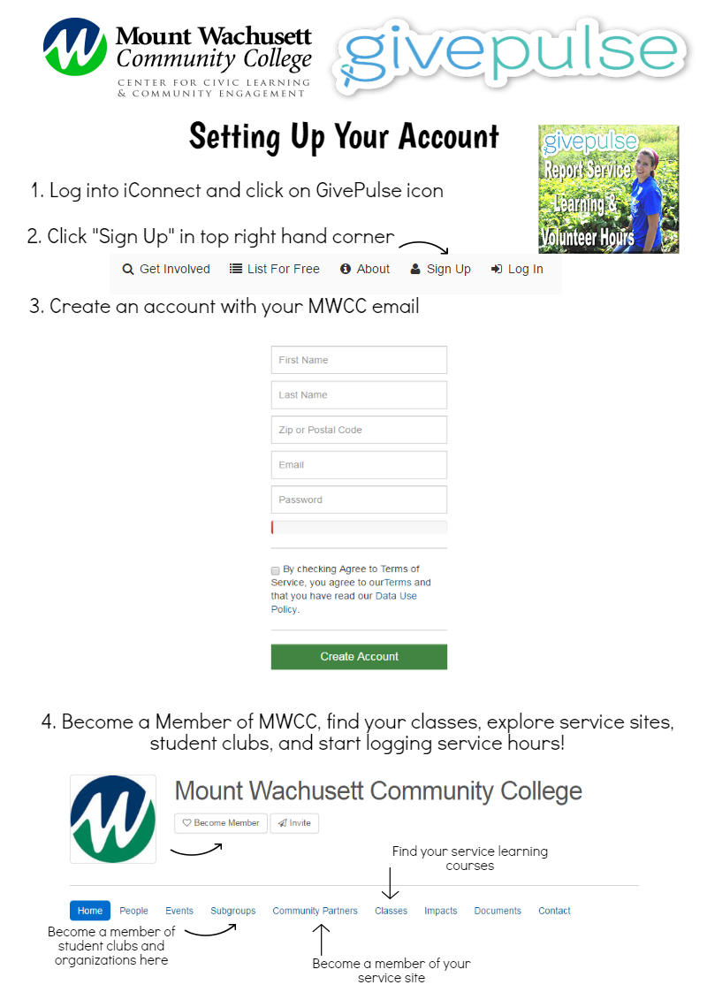 Mount Wachusett
Community College
CENTER FOR CIVIC LEARNING
& COMMUNITY ENGAGEMENT
givepulse
Setting Up Your Account
givepulse
Report Service
Learning &
Volunteer Hours
1. Log into iConnect and click on GivePulse icon
2. Click "Sign Up" in top right hand corner
Get Involved List For Free About Sign Up Log In
3. Create an account with your MWCC email
First Name
Last Name
Zip or Postal Code
Email
Password
By checking Agree to Terms of
Service, you agree to ourTerms and
that you have read our Data Use
Policy.
Create Account
4. Become a Member of MWCC, find your classes, explore service sites,
student clubs, and start logging service hours!
Mount Wachusett Community College
Become Member Invite
Find your service learning
courses
Home People Events Subgroups Community Partners Classes Impacts Documents Contact
Become a member of
student clubs and
organizations here
Become a member of your
service site